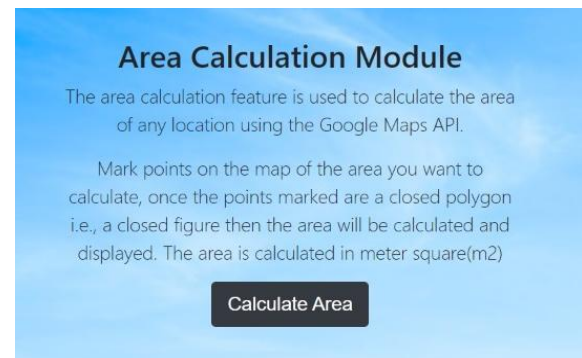 Area Calculation Module
The area calculation feature is used to calculate the area
of any location using the Google Maps API.
Mark points on the map of the area you want to
calculate, once the points marked are a closed polygon
i.e., a closed figure then the area will be calculated and
displayed. The area is calculated in meter square(m2)
Calculate Area